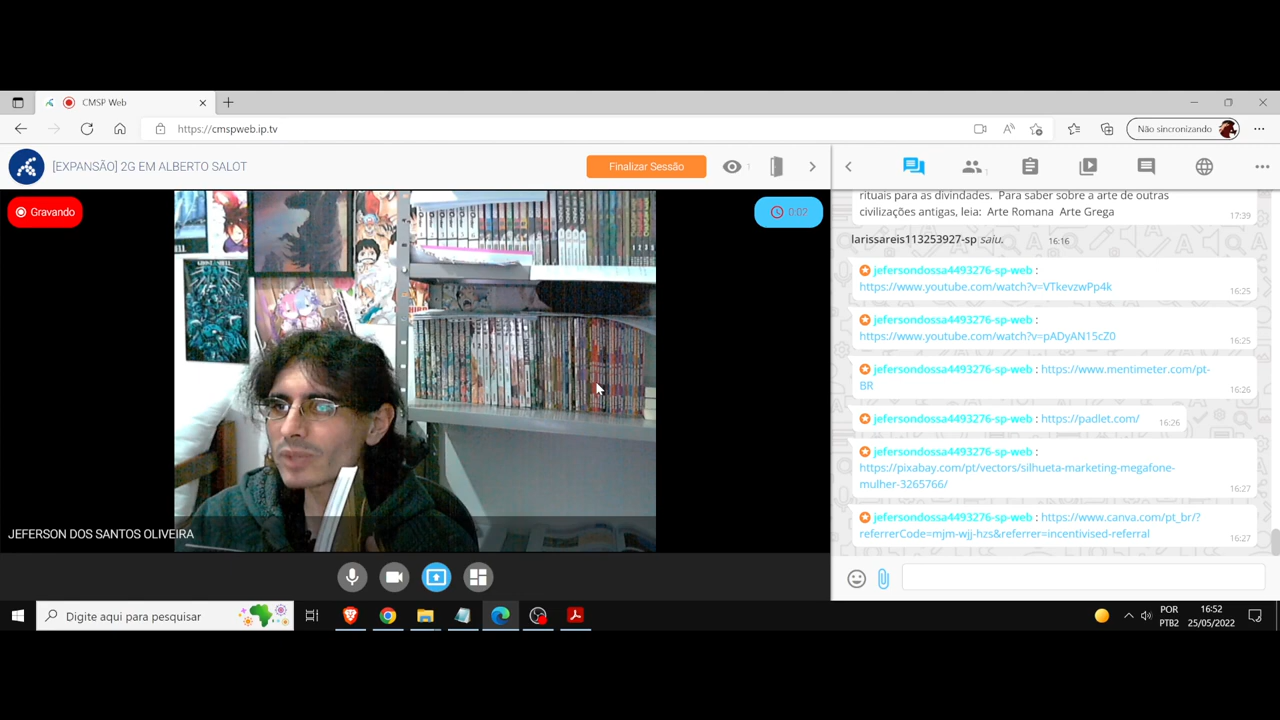 CMSP Web
https://cmspweb.ip.tv
Não sincronizando
[EXPANSÃO] 2G EM ALBERTO SALOT
Finalizar Sessão
1
1
Gravando
0:02
JEFERSON DOS SANTOS OLIVEIRA
rituais para as divindades. Para saber sobre a arte de outras
civilizações antigas, leia: Arte Romana Arte Grega
17:39
larissareis113253927-sp saiu. 16:16
jefersondossa4493276-sp-web :
https://www.youtube.com/watch?v=VTkevzwPp4k
16:25
jefersondossa4493276-sp-web :
https://www.youtube.com/watch?v=pADyAN15cZ0
16:25
jefersondossa4493276-sp-web : https://www.mentimeter.com/pt-
BR
16:26
jefersondossa4493276-sp-web : https://padlet.com/ 16:26
jefersondossa4493276-sp-web :
https://pixabay.com/pt/vectors/silhueta-marketing-megafone-
mulher-3265766/
16:27
jefersondossa4493276-sp-web : https://www.canva.com/pt_br/?
referrerCode=mjm-wjj-hzs&referrer=incentivised-referral
16:27
Digite aqui para pesquisar
POR
PTB2
16:52
25/05/2022